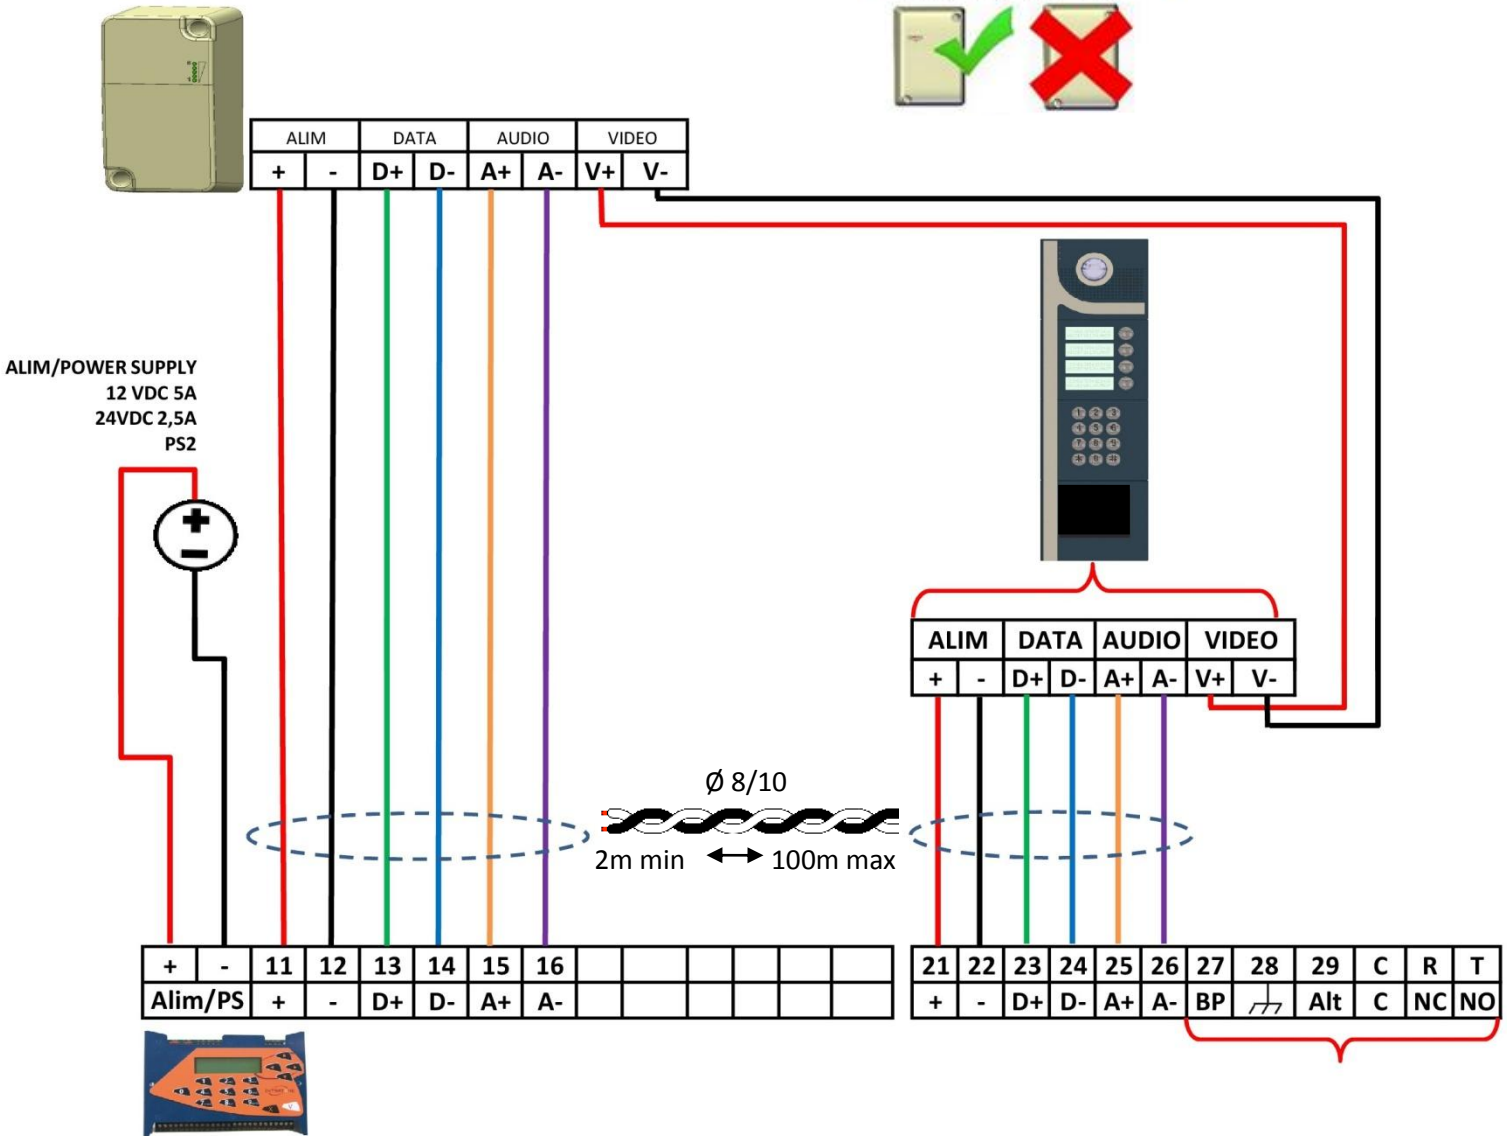 ALIM DATA AUDIO VIDEO
+ - D+ D- A+ A- V+ V-
ALIM/POWER SUPPLY
12 VDC 5A
24VDC 2,5A
PS2
+
-
ALIM DATA AUDIO VIDEO
+ - D+ D- A+ A- V+ V-
Ø 8/10
2m min 100m max
+ - 11 12 13 14 15 16
Alim/PS + - D+ D- A+ A-
21 22 23 24 25 26 27 28 29 C R T
+ - D+ D- A+ A- BP Alt C NC NO